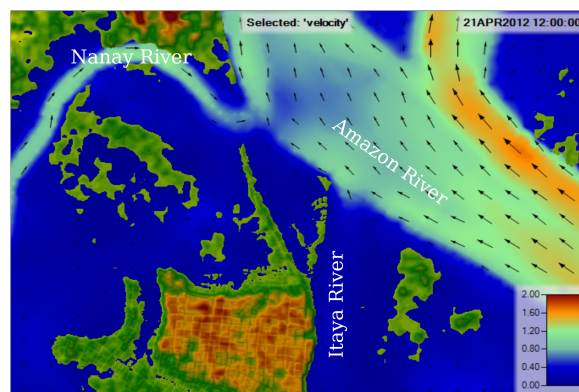 Selected: 'velocity'
21APR2012 12:00:00
Nanay River
Amazon River
Itaya River
2.00
1.60
1.20
0.80
0.40
0.00